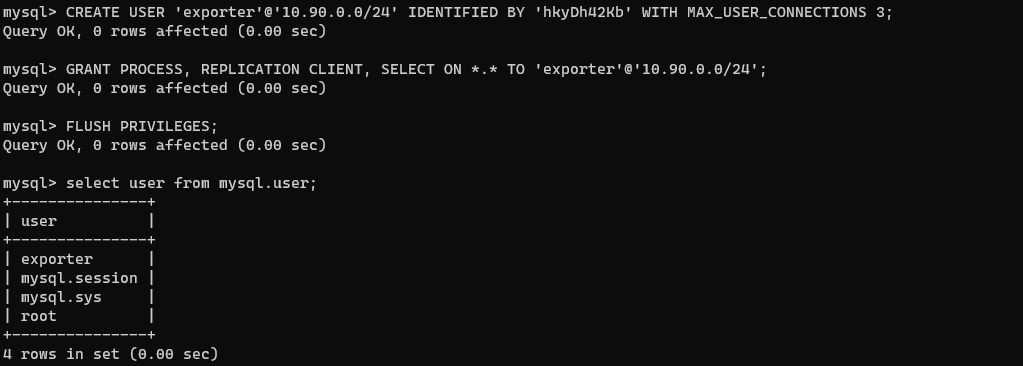 mysql> CREATE USER 'exporter'@'10.90.0.0/24' IDENTIFIED BY 'hkyDh42Kb' WITH MAX_USER_CONNECTIONS 3;
Query OK, 0 rows affected (0.00 sec)
mysql> GRANT PROCESS, REPLICATION CLIENT, SELECT ON *.* TO 'exporter'@'10.90.0.0/24';
Query OK, 0 rows affected (0.00 sec)
mysql> FLUSH PRIVILEGES;
Query OK, 0 rows affected (0.00 sec)
mysql> select user from mysql.user;
+---------------+
| user          |
+---------------+
| exporter      |
| mysql.session |
| mysql.sys     |
| root          |
+---------------+
4 rows in set (0.00 sec)